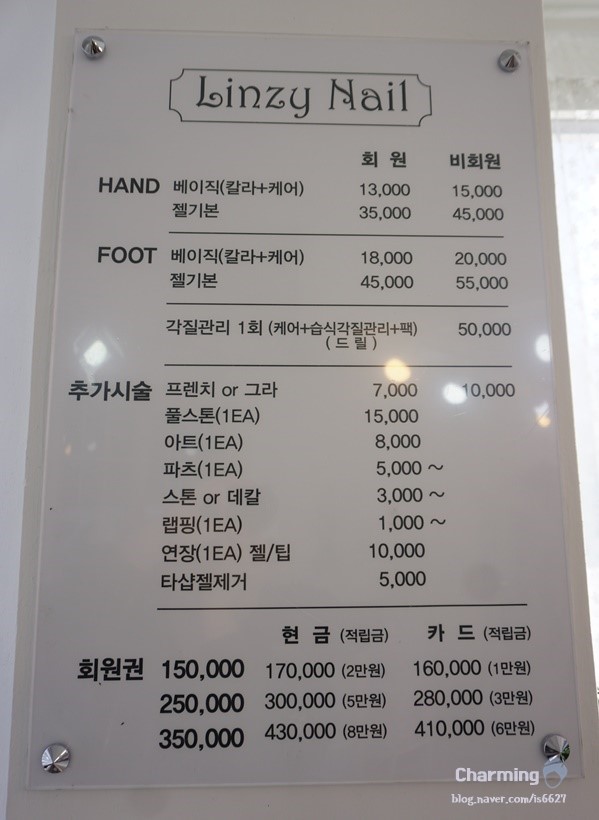 Linzy Nail
회 원 비회원
HAND 베이직(칼라+케어) 13,000 15,000
젤기본 35,000 45,000
FOOT 베이직(칼라+케어) 18,000 20,000
젤기본 45,000 55,000
각질관리 1회 (케어+습식각질관리+팩) 50,000
(드 릴)
추가시술 프렌치 or 그라 7,000 10,000
풀스톤(1EA) 15,000
아트(1EA) 8,000
파츠(1EA) 5,000 ~
스톤 or 데칼 3,000 ~
랩핑(1EA) 1,000 ~
연장(1EA) 젤/팁 10,000
타샵젤제거 5,000
현 금 (적립금) 카 드 (적립금)
회원권 150,000 170,000 (2만원) 160,000 (1만원)
250,000 300,000 (5만원) 280,000 (3만원)
350,000 430,000 (8만원) 410,000 (6만원)
Charming
blog.naver.com/is6627